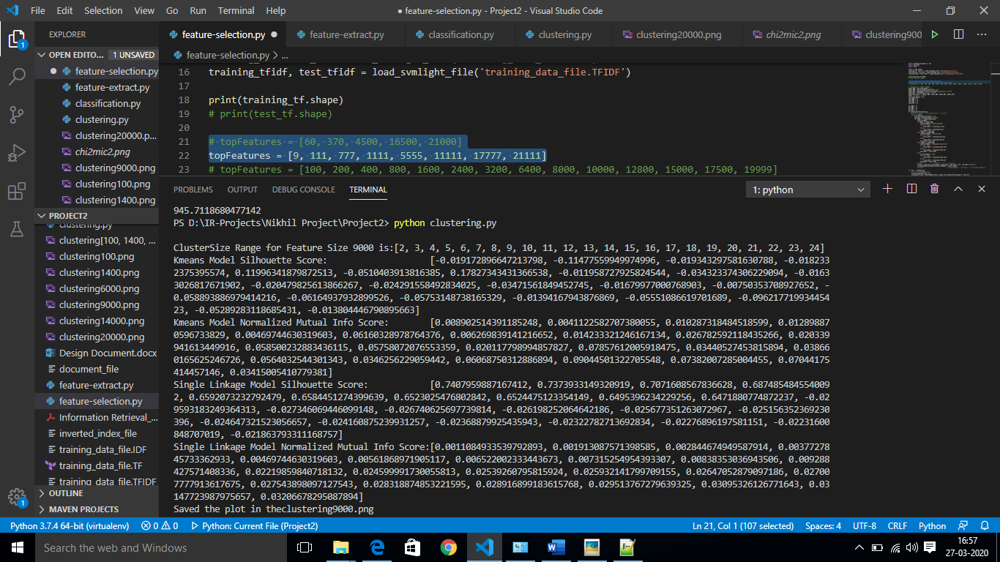 File Edit Selection View Go Run Terminal Help
● feature-selection.py - Project2 - Visual Studio Code
EXPLORER
OPEN EDITO... 1 UNSAVED
feature-selection.py
feature-extract.py
classification.py
clustering.py
clustering20000.p...
chi2mic2.png
clustering9000.png
clustering100.png
clustering1400.png
PROJECT2
clustering.py
clustering[100, 1400, ...
clustering100.png
clustering1400.png
clustering6000.png
clustering9000.png
clustering14000.png
clustering20000.png
Design Document.docx
document_file
feature-extract.py
feature-selection.py
Information Retrieval_...
inverted_index_file
training_data_file.IDF
training_data_file.TF
training_data_file.TFIDF
OUTLINE
MAVEN PROJECTS
1
1
feature-selection.py ● feature-extract.py classification.py clustering.py clustering20000.png chi2mic2.png clustering900
feature-selection.py > ...
16 training_tfidf, test_tfidf = load_svmlight_file('training_data_file.TFIDF')
17
18 print(training_tf.shape)
19 # print(test_tf.shape)
20
21 # topFeatures = [60, 370, 4500, 16500, 21000]
22 topFeatures = [9, 111, 777, 1111, 5555, 11111, 17777, 21111]
23 # topFeatures = [100, 200, 400, 800, 1600, 2400, 3200, 6400, 8000, 10000, 12800, 15000, 17500, 19999]
PROBLEMS OUTPUT DEBUG CONSOLE TERMINAL 1: python
945.7118680477142
PS D:\IR-Projects\Nikhil Project\Project2> python clustering.py
ClusterSize Range for Feature Size 9000 is:[2, 3, 4, 5, 6, 7, 8, 9, 10, 11, 12, 13, 14, 15, 16, 17, 18, 19, 20, 21, 22, 23, 24]
Kmeans Model Silhouette Score: [-0.019172896647213798, -0.11477559949974996, -0.019343297581630788, -0.018233
2375395574, 0.11996341879872513, -0.0510403913816385, 0.17827343431366538, -0.0119587279258​24544, -0.034323374306229094, -0.0163
3026817671902, -0.020479825613866267, -0.024291558492834025, -0.03471561849452745, -0.01679977000768903, -0.00750353708927652, -
0.058893886979414216, -0.06164937932899526, -0.05753148738165329, -0.01394167943876869, -0.05551086619701689, -0.096217719934454
23, -0.05289283118685431, -0.013804446790895663]
Kmeans Model Normalized Mutual Info Score: [0.008902514391185248, 0.0041122582707380055, 0.010287318484518599, 0.01289887
0596733829, 0.00469744630319603, 0.06160328978764376, 0.006269839141216652, 0.014233321246167134, 0.026782592118435266, 0.020339
941613449916, 0.058500232883436115, 0.05758072076553359, 0.020117798994857827, 0.07857612005918475, 0.03440527453815894, 0.03866
0165625246726, 0.0564032544301343, 0.0346256229059442, 0.06068750312886894, 0.09044501322705548, 0.07382007285004455, 0.07044175
414457146, 0.03415005410779381]
Single Linkage Model Silhouette Score: [0.7407959887167412, 0.7373933149320919, 0.7071608567836628, 0.687485484554009
2, 0.6592073232792479, 0.6584451274399639, 0.6523025476802842, 0.6524475123354149, 0.6495396234229256, 0.6471880774872237, -0.02
9593183249364313, -0.027346069446099148, -0.026740625697739814, -0.026198252064642186, -0.025677351263072967, -0.025156352369230
396, -0.024647321523056657, -0.024160875239931257, -0.02368879925435943, -0.02322782713692834, -0.02276896197581151, -0.02231600
848707019, -0.021863793311168757]
Single Linkage Model Normalized Mutual Info Score:[0.0011084933539792893, 0.001913087571398585, 0.002844674949587914, 0.00377278
45733362933, 0.00469744630319603, 0.00561868971905117, 0.006522002333443673, 0.007315254954393307, 0.00838353036943506, 0.009288
427571408336, 0.02219859840718132, 0.024599991730055813, 0.02539260795815924, 0.025932141799709155, 0.02647052879097186, 0.02700
7777913617675, 0.027543898097127543, 0.028318874853221595, 0.028916899183615768, 0.029513767279639325, 0.03095326126771643, 0.03
147723987975657, 0.03206678295087894]
Saved the plot in theclustering9000.png
Python 3.7.4 64-bit (virtualenv) 0 0 Python: Current File (Project2) Ln 21, Col 1 (107 selected) Spaces: 4 UTF-8 CRLF Python
Search the web and Windows
16:57
27-03-2020